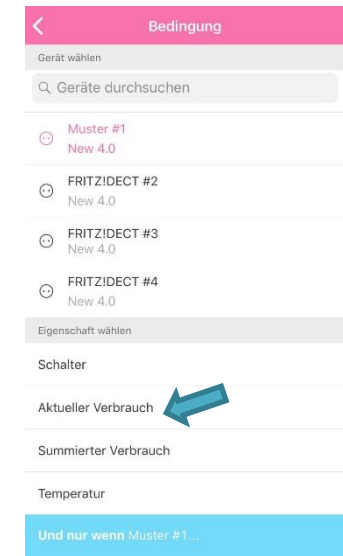 Bedingung
Gerät wählen
Geräte durchsuchen
Muster #1
New 4.0
FRITZ!DECT #2
New 4.0
FRITZ!DECT #3
New 4.0
FRITZ!DECT #4
New 4.0
Eigenschaft wählen
Schalter
Aktueller Verbrauch
Summierter Verbrauch
Temperatur
Und nur wenn Muster #1...